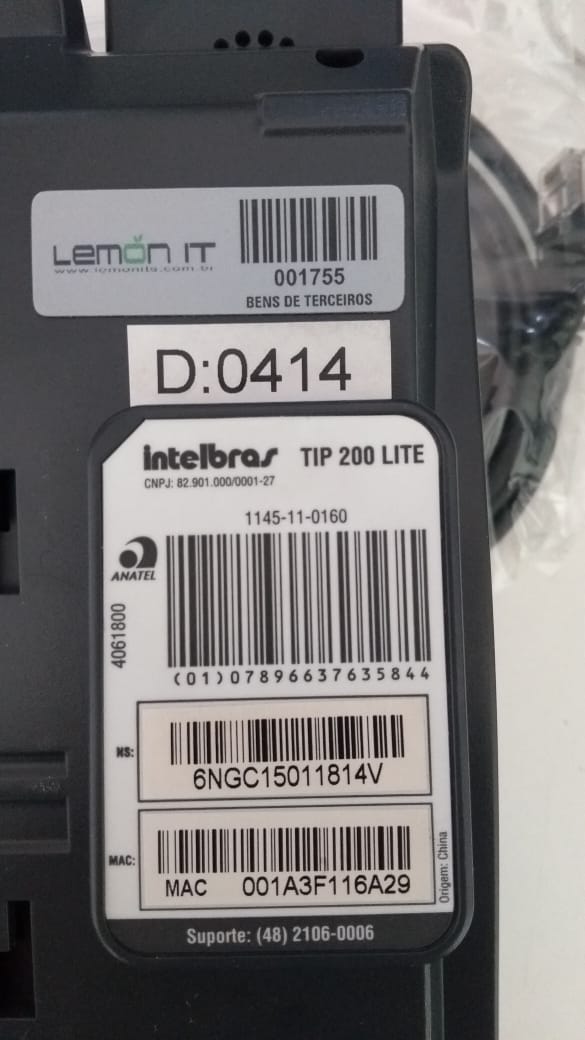 Lemon IT
www.lemonits.com.br
001755
BENS DE TERCEIROS
D:0414
intelbras TIP 200 LITE
CNPJ: 82.901.000/0001-27
1145-11-0160
ANATEL
4061800
(01)07896637635844
NS:
6NGC15011814V
MAC:
MAC 001A3F116A29
Origem: China
Suporte: (48) 2106-0006